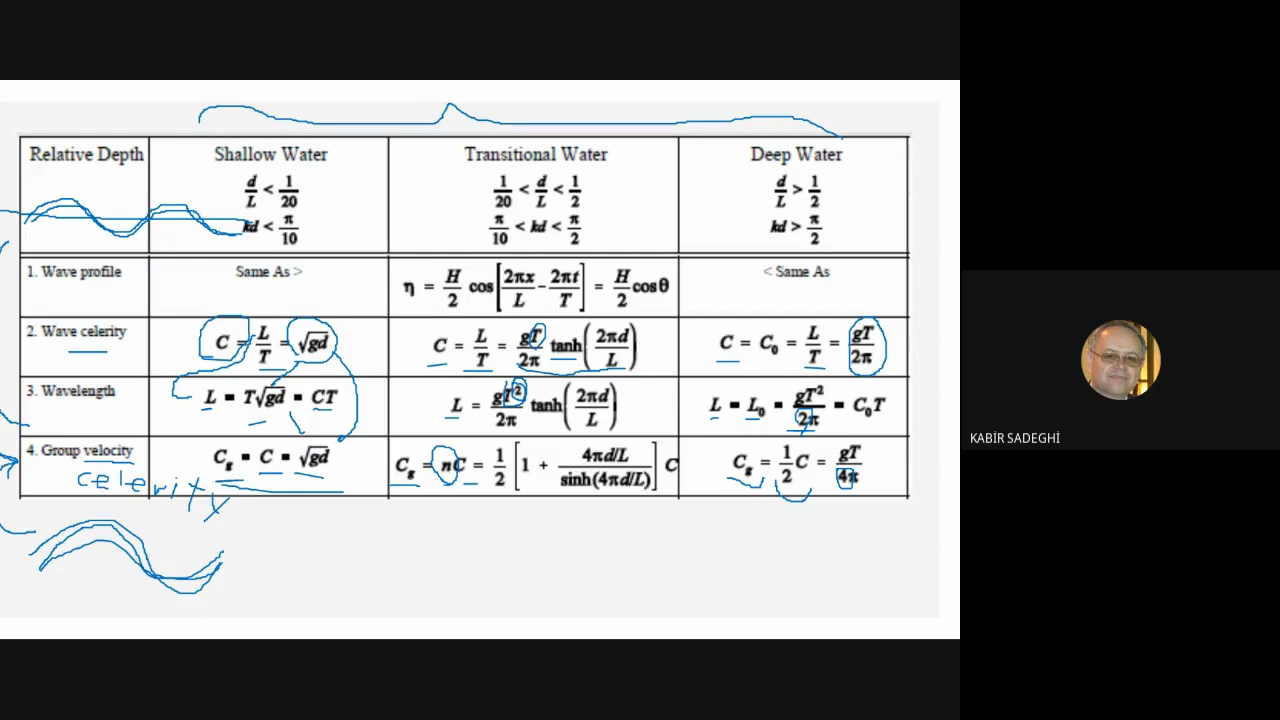 Relative Depth Shallow Water Transitional Water Deep Water
d/L < 1/20 1/20 < d/L < 1/2 d/L > 1/2
kd < π/10 π/10 < kd < π/2 kd > π/2
1. Wave profile Same As > η = H/2 cos[2πx/L − 2πt/T] = H/2 cosθ < Same As
2. Wave celerity C = L/T = √gd C = L/T = gT/2π tanh(2πd/L) C = C₀ = L/T = gT/2π
3. Wavelength L = T√gd = CT L = gT²/2π tanh(2πd/L) L = L₀ = gT²/2π = C₀T
4. Group velocity C_g = C = √gd C_g = nC = 1/2 [1 + 4πd/L / sinh(4πd/L)] C C_g = 1/2 C = gT/4π
celerity
KABİR SADEGHİ